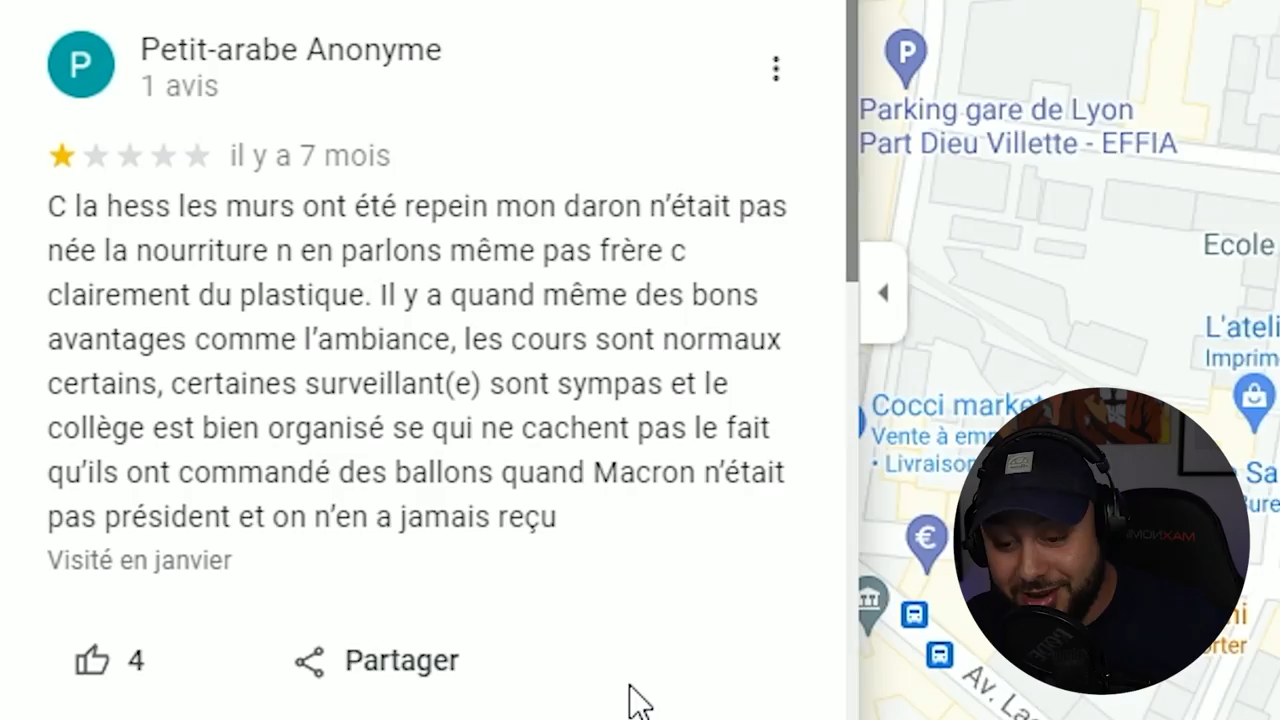 P
Petit-arabe Anonyme
1 avis
il y a 7 mois
C la hess les murs ont été repein mon daron n’était pas
née la nourriture n en parlons même pas frère c
clairement du plastique. Il y a quand même des bons
avantages comme l’ambiance, les cours sont normaux
certains, certaines surveillant(e) sont sympas et le
collège est bien organisé se qui ne cachent pas le fait
qu’ils ont commandé des ballons quand Macron n’était
pas président et on n’en a jamais reçu
Visité en janvier
4
Partager
P
Parking gare de Lyon
Part Dieu Villette - EFFIA
Ecole
L'ateli
Imprim
Cocci market
Vente à emp
• Livraison
Sa
€
Av. La